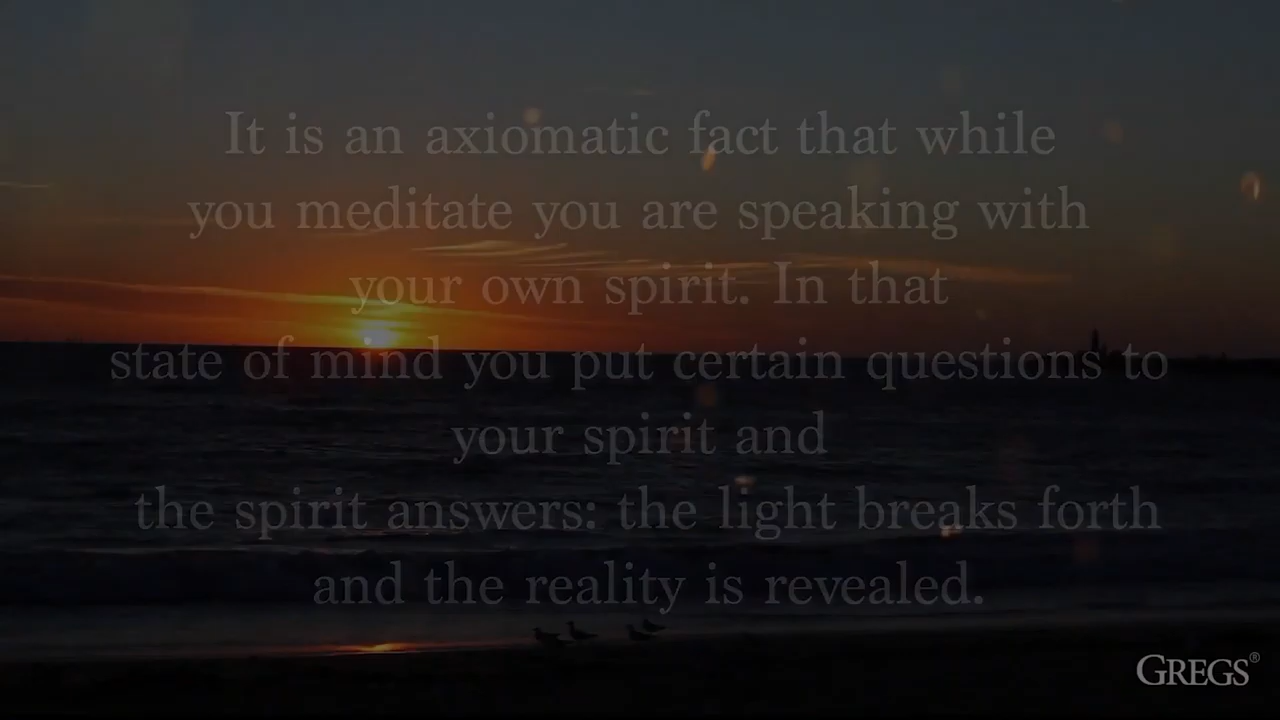 It is an axiomatic fact that while
you meditate you are speaking with
your own spirit. In that
state of mind you put certain questions to
your spirit and
the spirit answers: the light breaks forth
and the reality is revealed.
GREGS®